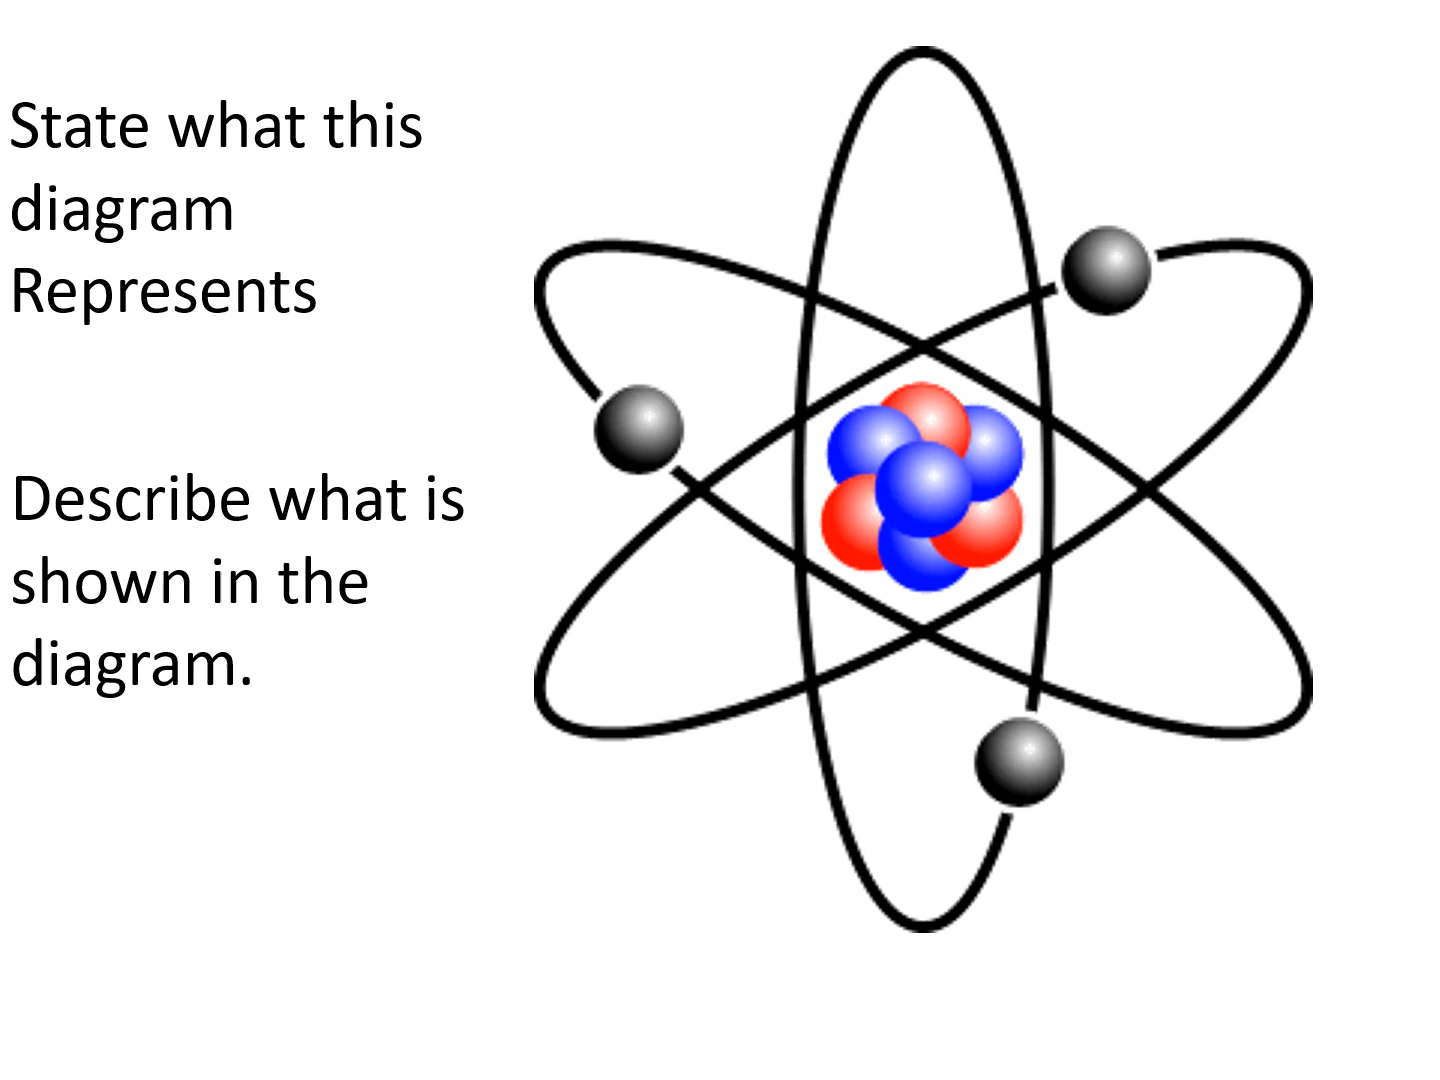 State what this
diagram
Represents
Describe what is
shown in the
diagram.